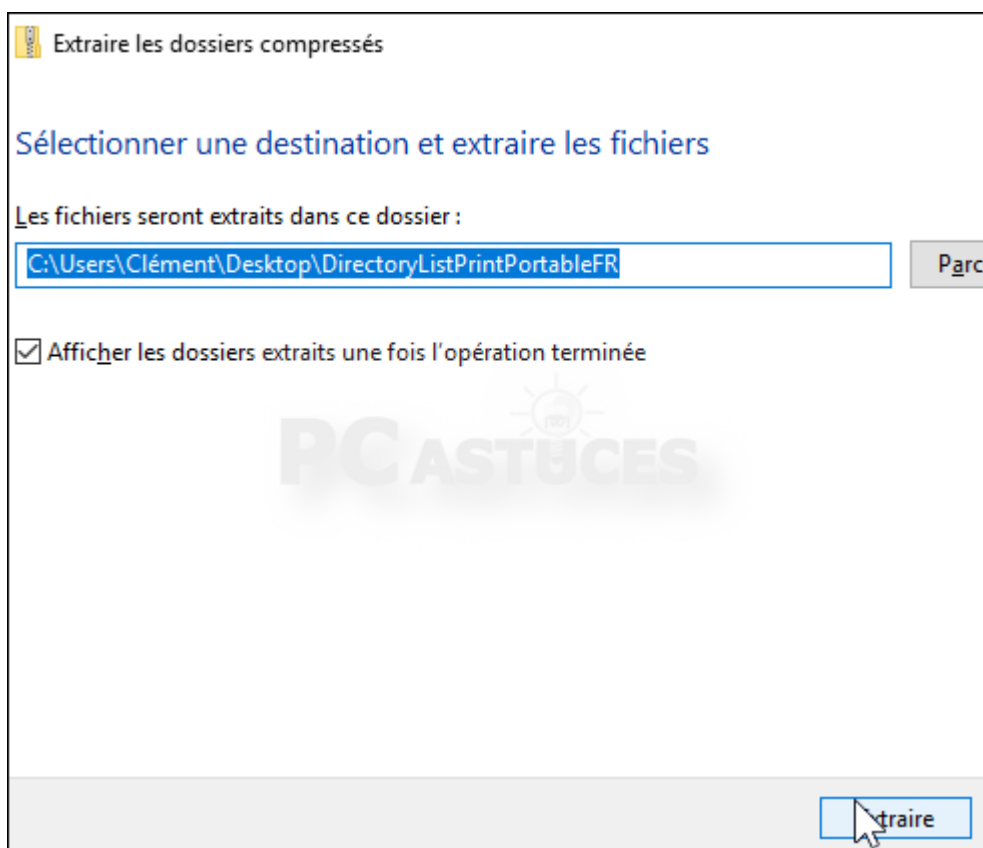 Extraire les dossiers compressés
Sélectionner une destination et extraire les fichiers
Les fichiers seront extraits dans ce dossier :
C:\Users\Clément\Desktop\DirectoryListPrintPortableFR
Parc
Afficher les dossiers extraits une fois l'opération terminée
PC ASTUCES